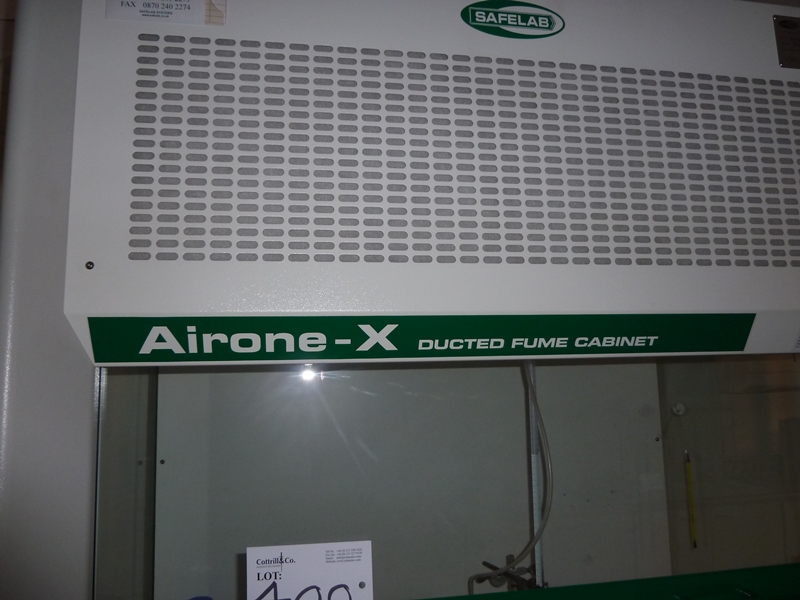 FAX 0870 240 2274
SAFELAB
Airone-X DUCTED FUME CABINET
Cottrill&Co.
LOT: